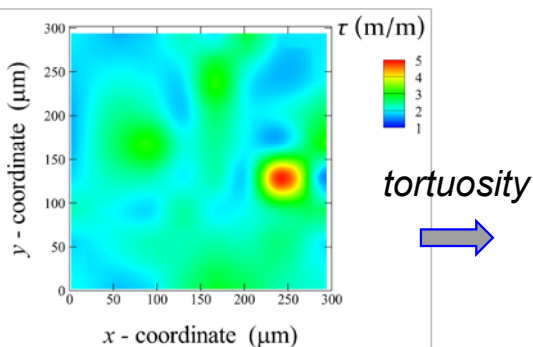 τ (m/m)
5
4
3
2
1
300
250
200
150
100
50
0
0 50 100 150 200 250 300
y - coordinate (μm)
x - coordinate (μm)
tortuosity